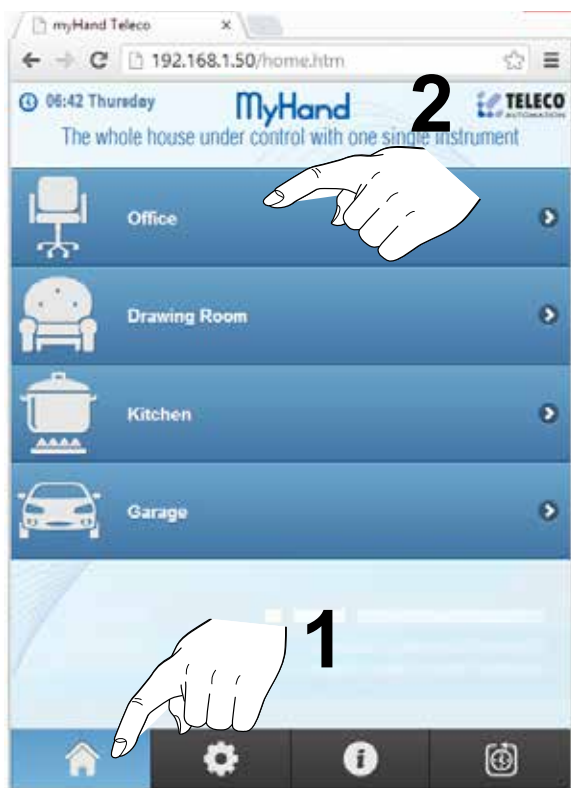 myHand Teleco
192.168.1.50/home.htm
06:42 Thursday
MyHand
2
TELECO
AUTOMATION
The whole house under control with one single instrument
Office
Drawing Room
Kitchen
Garage
1